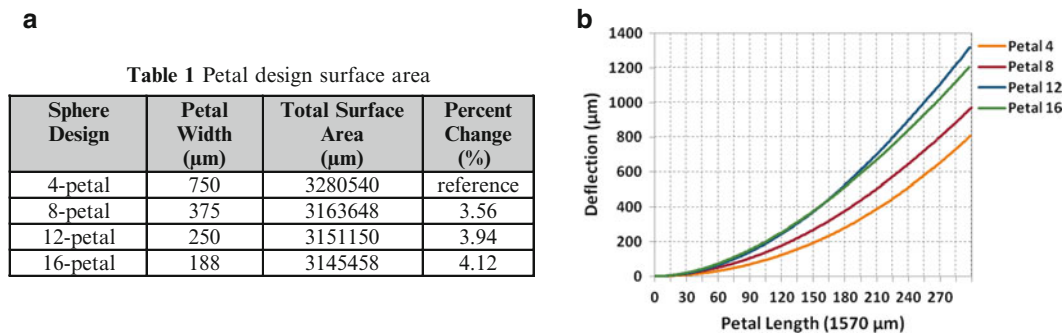 a
Table 1 Petal design surface area
Sphere Design Petal Width (μm) Total Surface Area (μm) Percent Change (%)
4-petal 750 3280540 reference
8-petal 375 3163648 3.56
12-petal 250 3151150 3.94
16-petal 188 3145458 4.12
b
1400
1200
1000
800
600
400
200
0
Deflection (μm)
0 30 60 90 120 150 180 210 240 270
Petal Length (1570 μm)
Petal 4
Petal 8
Petal 12
Petal 16